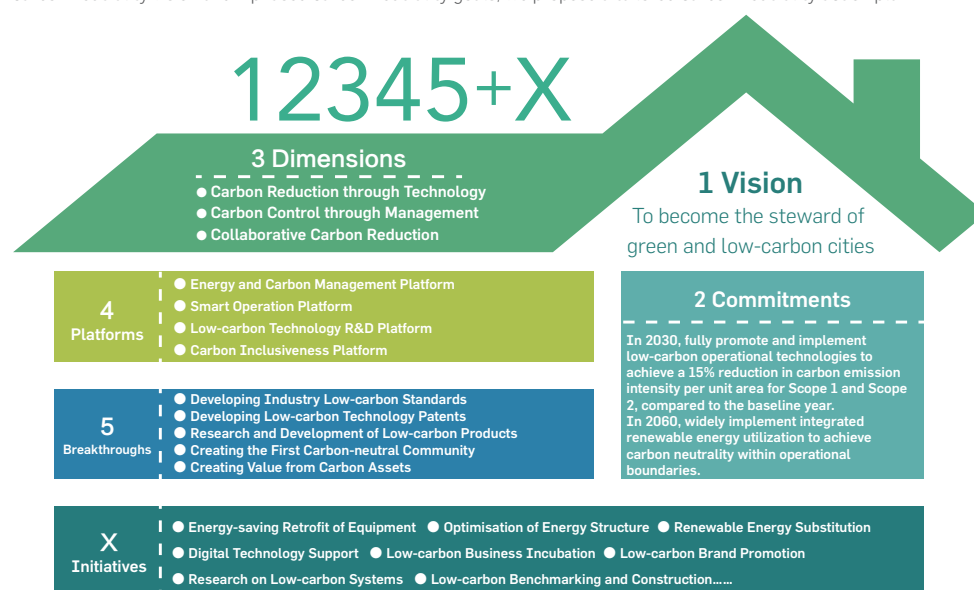 12345+X
3 Dimensions
● Carbon Reduction through Technology
● Carbon Control through Management
● Collaborative Carbon Reduction
1 Vision
To become the steward of
green and low-carbon cities
4
Platforms
● Energy and Carbon Management Platform
● Smart Operation Platform
● Low-carbon Technology R&D Platform
● Carbon Inclusiveness Platform
2 Commitments
In 2030, fully promote and implement
low-carbon operational technologies to
achieve a 15% reduction in carbon emission
intensity per unit area for Scope 1 and Scope
2, compared to the baseline year.
In 2060, widely implement integrated
renewable energy utilization to achieve
carbon neutrality within operational
boundaries.
5
Breakthroughs
● Developing Industry Low-carbon Standards
● Developing Low-carbon Technology Patents
● Research and Development of Low-carbon Products
● Creating the First Carbon-neutral Community
● Creating Value from Carbon Assets
X
Initiatives
● Energy-saving Retrofit of Equipment ● Optimisation of Energy Structure ● Renewable Energy Substitution
● Digital Technology Support ● Low-carbon Business Incubation ● Low-carbon Brand Promotion
● Research on Low-carbon Systems ● Low-carbon Benchmarking and Construction......